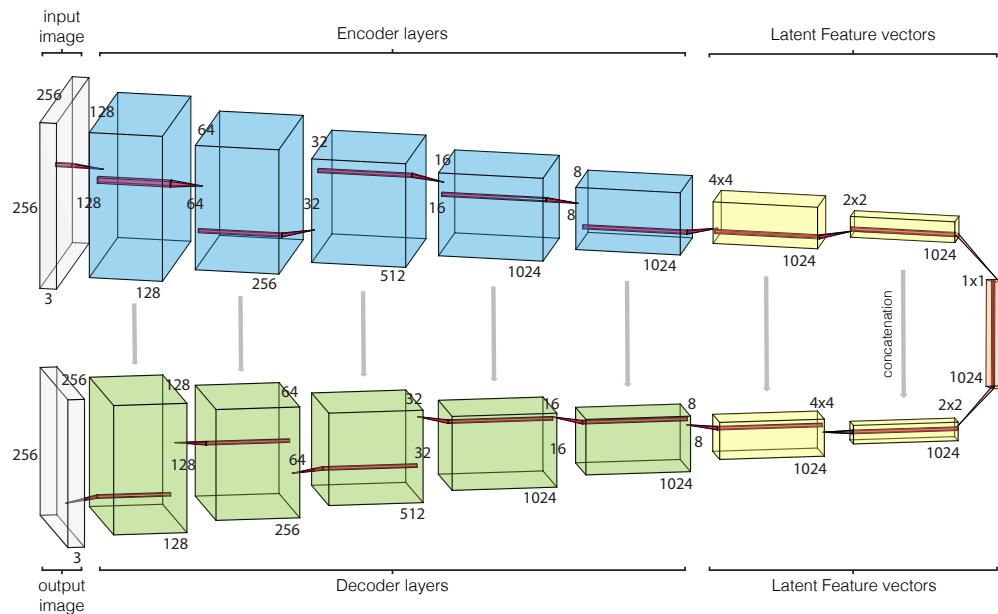 input
image
Encoder layers
Latent Feature vectors
256
256
3
128
128
128
64
64
256
32
32
512
16
16
1024
8
8
1024
4x4
1024
2x2
1024
1x1
1024
concatenation
256
256
3
128
128
128
64
64
256
32
32
512
16
16
1024
8
8
1024
4x4
1024
2x2
1024
output
image
Decoder layers
Latent Feature vectors